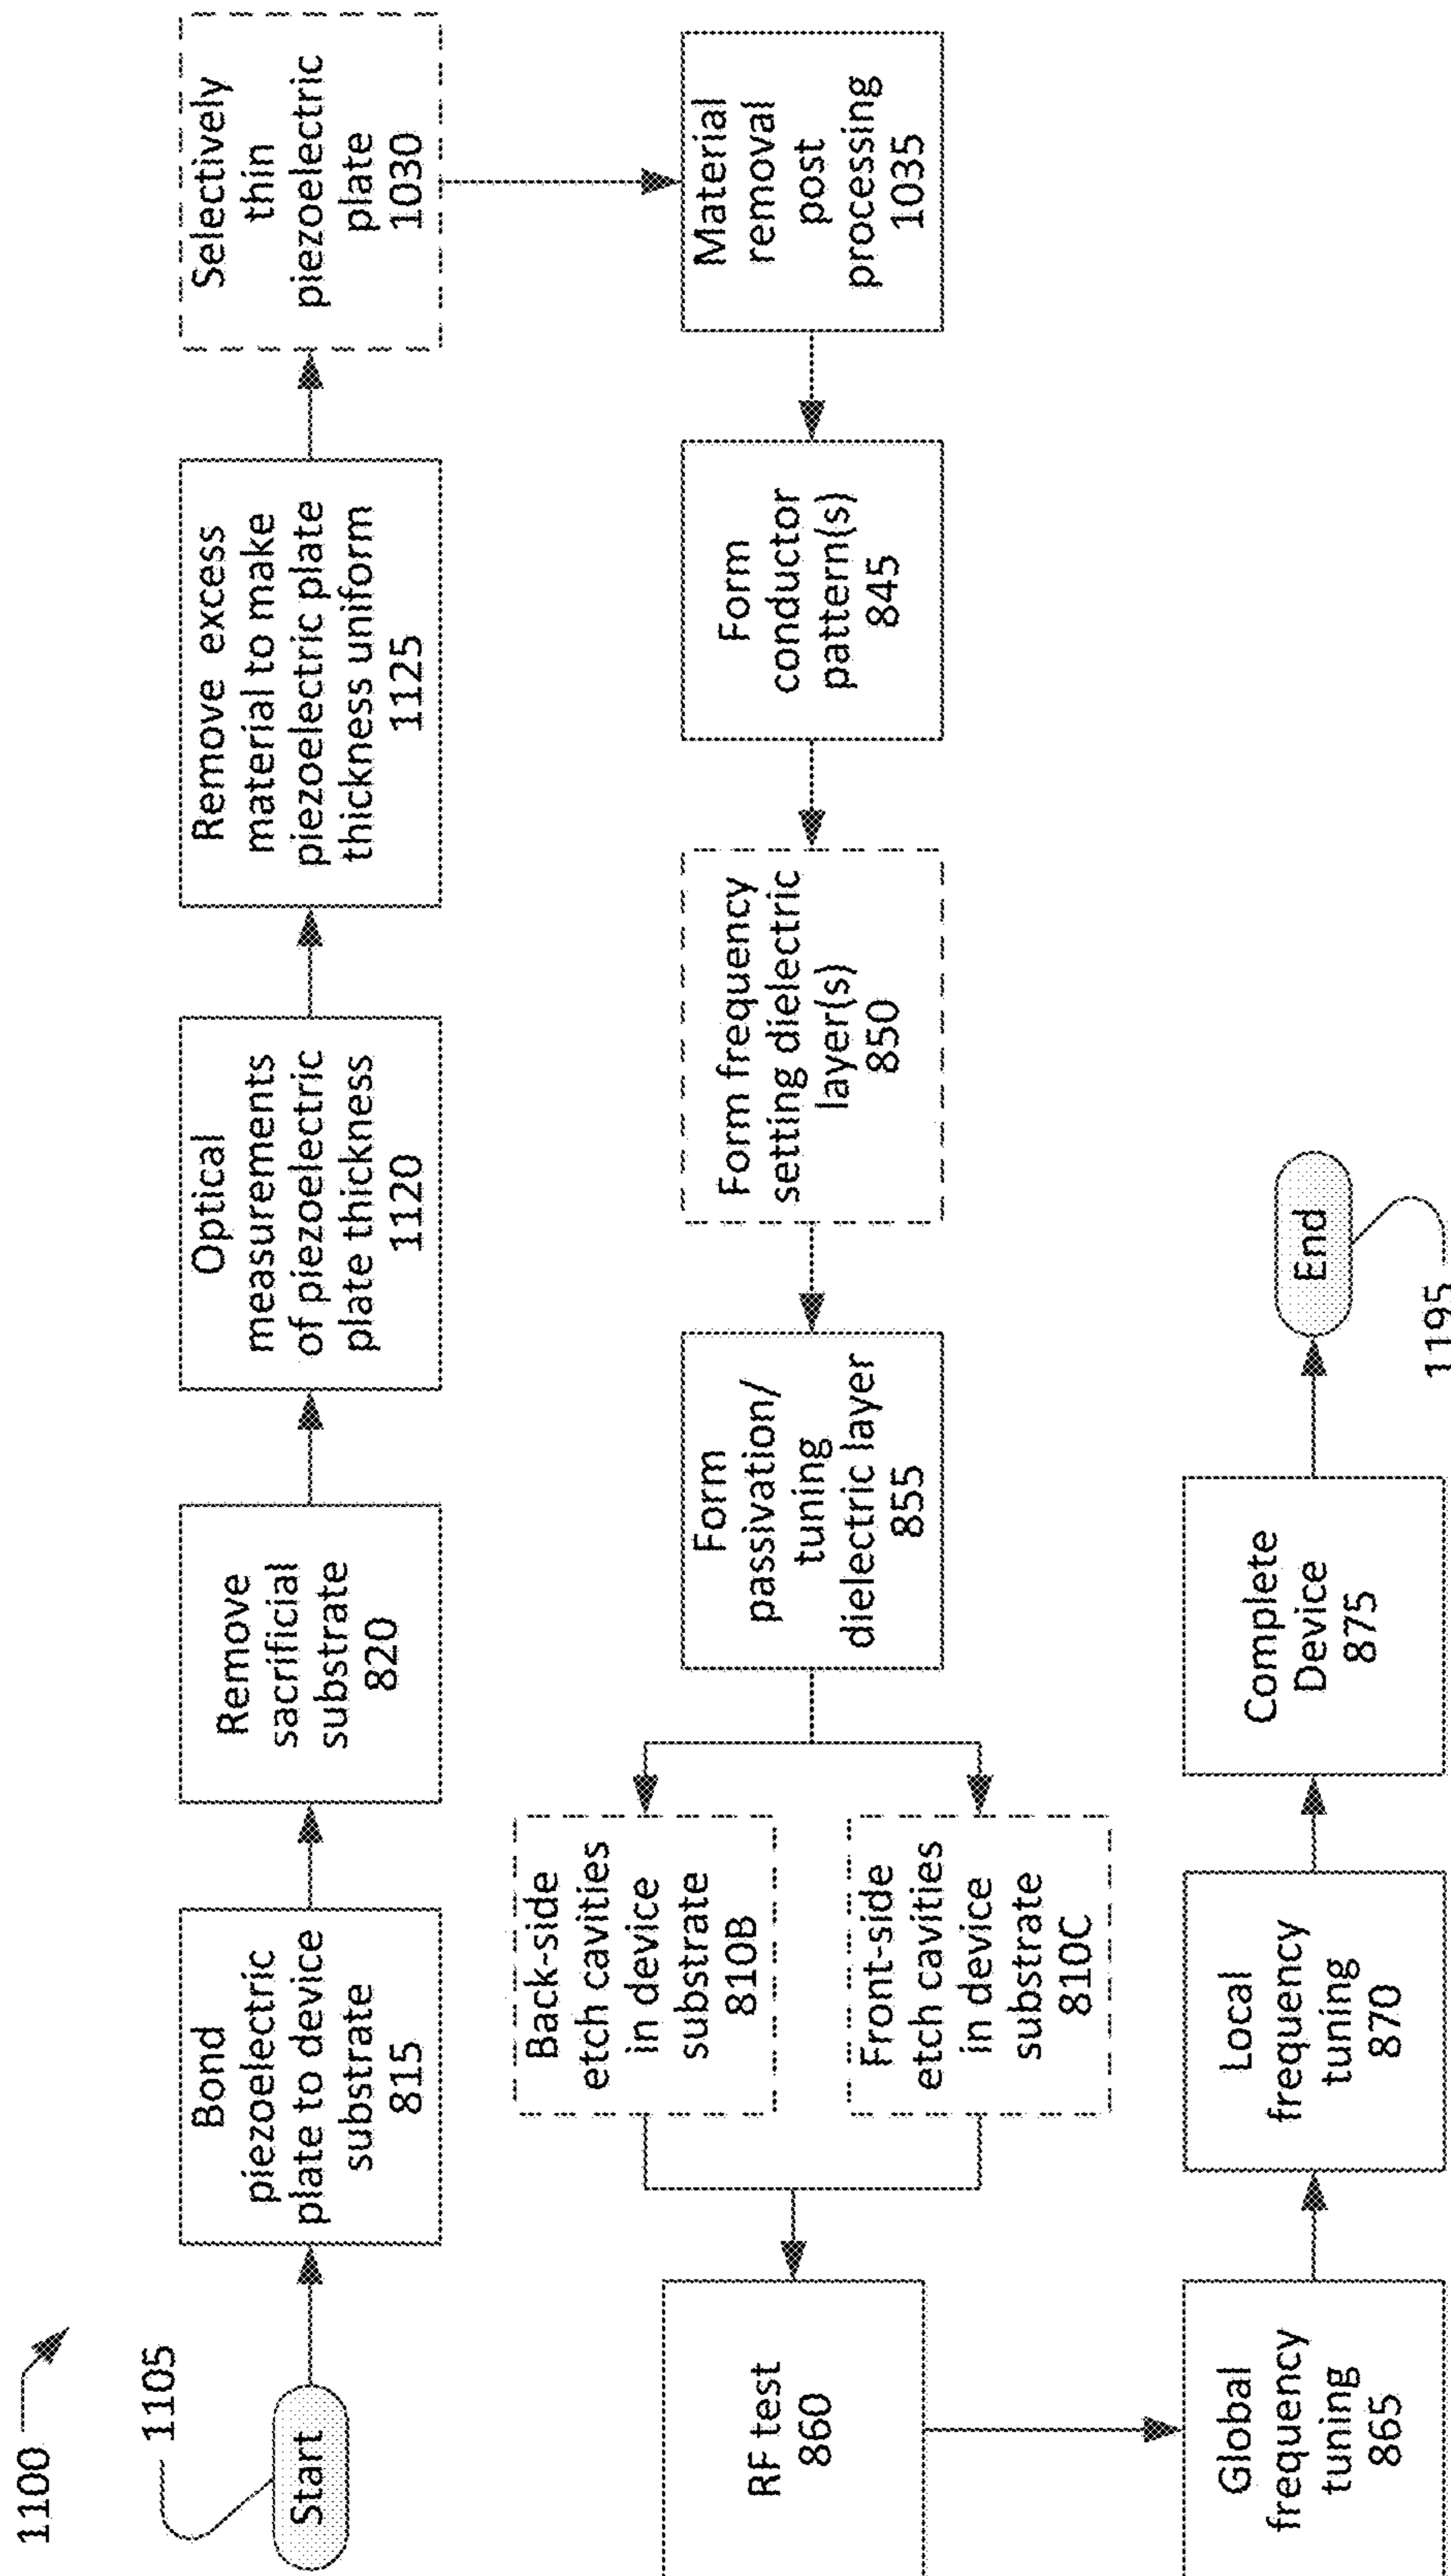 1100
1105
Start
Bond
piezoelectric
plate to device
substrate
815
Remove
sacrificial
substrate
820
Optical
measurements
of piezoelectric
plate thickness
1120
Remove excess
material to make
piezoelectric plate
thickness uniform
1125
Selectively
thin
piezoelectric
plate
1030
Material
removal
post
processing
1035
Form
conductor
pattern(s)
845
Form frequency
setting dielectric
layer(s)
850
Form
passivation/
tuning
dielectric layer
855
Back-side
etch cavities
in device
substrate
810B
Front-side
etch cavities
in device
substrate
810C
RF test
860
Global
frequency
tuning
865
Local
frequency
tuning
870
Complete
Device
875
End
1195